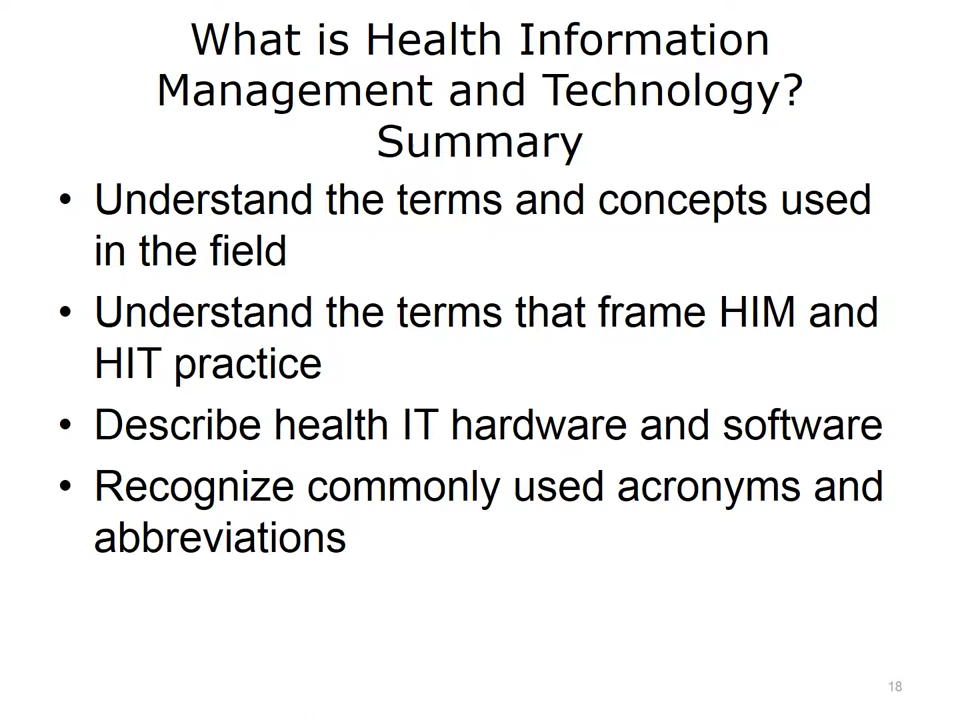 What is Health Information
Management and Technology?
Summary
• Understand the terms and concepts used
in the field
• Understand the terms that frame HIM and
HIT practice
• Describe health IT hardware and software
• Recognize commonly used acronyms and
abbreviations
18